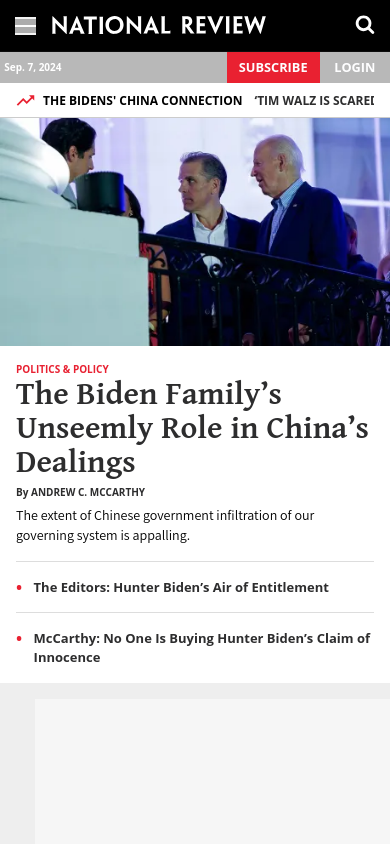 NATIONAL REVIEW
Sep. 7, 2024
SUBSCRIBE
LOGIN
THE BIDENS' CHINA CONNECTION
'TIM WALZ IS SCARED
POLITICS & POLICY
The Biden Family’s
Unseemly Role in China’s
Dealings
By ANDREW C. MCCARTHY
The extent of Chinese government infiltration of our
governing system is appalling.
• The Editors: Hunter Biden’s Air of Entitlement
• McCarthy: No One Is Buying Hunter Biden’s Claim of
Innocence